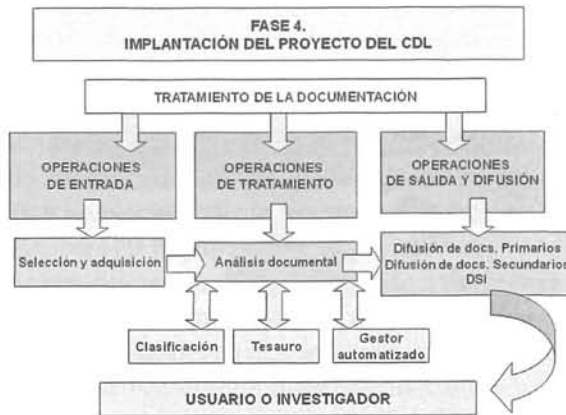 FASE 4.
IMPLANTACIÓN DEL PROYECTO DEL CDL
TRATAMIENTO DE LA DOCUMENTACIÓN
OPERACIONES
DE ENTRADA
OPERACIONES
DE TRATAMIENTO
OPERACIONES
DE SALIDA Y DIFUSIÓN
Selección y adquisición
Análisis documental
Difusión de docs. Primarios
Difusión de docs. Secundarios
DSI
Clasificación
Tesauro
Gestor
automatizado
USUARIO O INVESTIGADOR